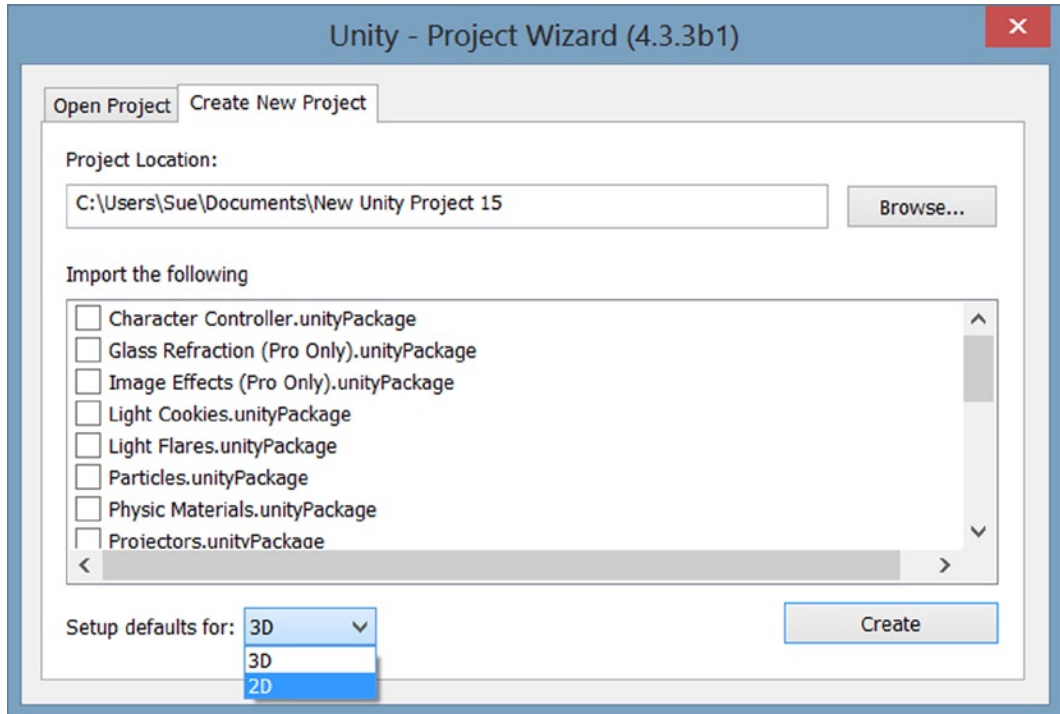 Unity - Project Wizard (4.3.3b1)
Open Project
Create New Project
Project Location:
C:\Users\Sue\Documents\New Unity Project 15
Browse...
Import the following
Character Controller.unityPackage
Glass Refraction (Pro Only).unityPackage
Image Effects (Pro Only).unityPackage
Light Cookies.unityPackage
Light Flares.unityPackage
Particles.unityPackage
Physic Materials.unityPackage
Projectors.unityPackage
Setup defaults for: 3D
Create
3D
2D